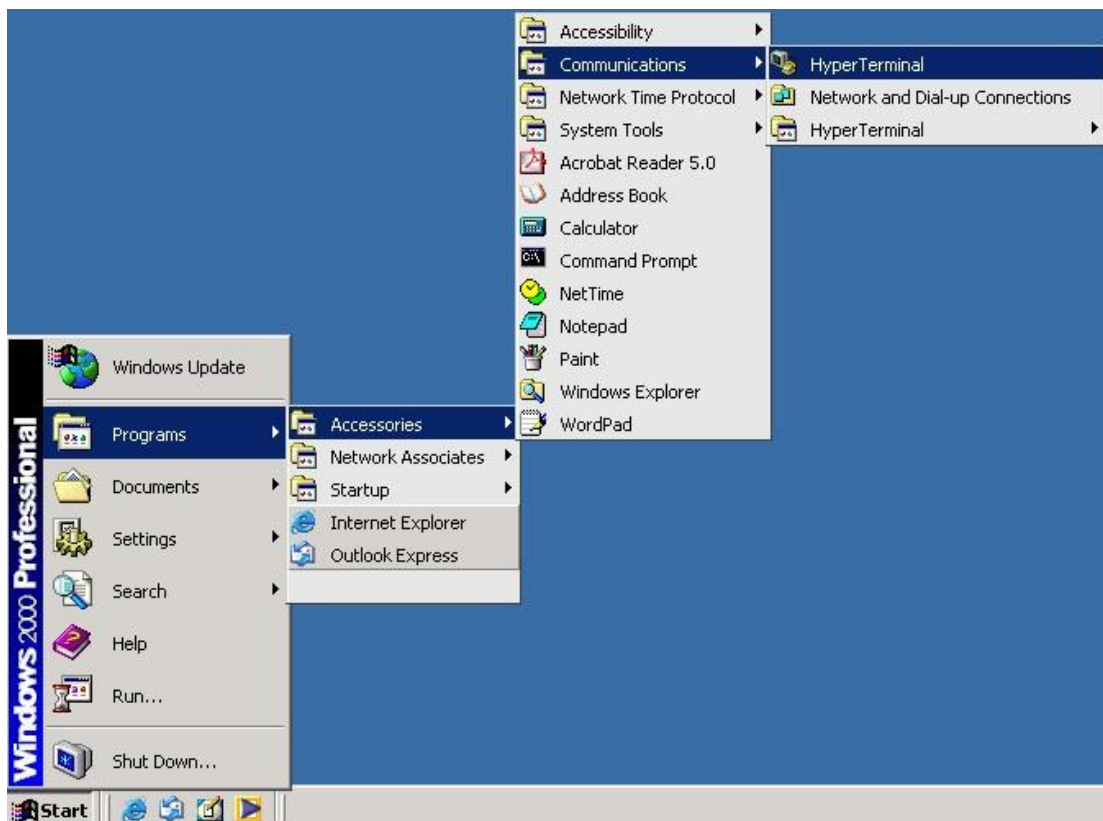 Accessibility
Communications
Network Time Protocol
System Tools
Acrobat Reader 5.0
Address Book
Calculator
Command Prompt
NetTime
Notepad
Paint
Windows Explorer
WordPad
HyperTerminal
Network and Dial-up Connections
HyperTerminal
Windows Update
Programs
Documents
Settings
Search
Help
Run...
Shut Down...
Accessories
Network Associates
Startup
Internet Explorer
Outlook Express
Windows 2000 Professional
Start